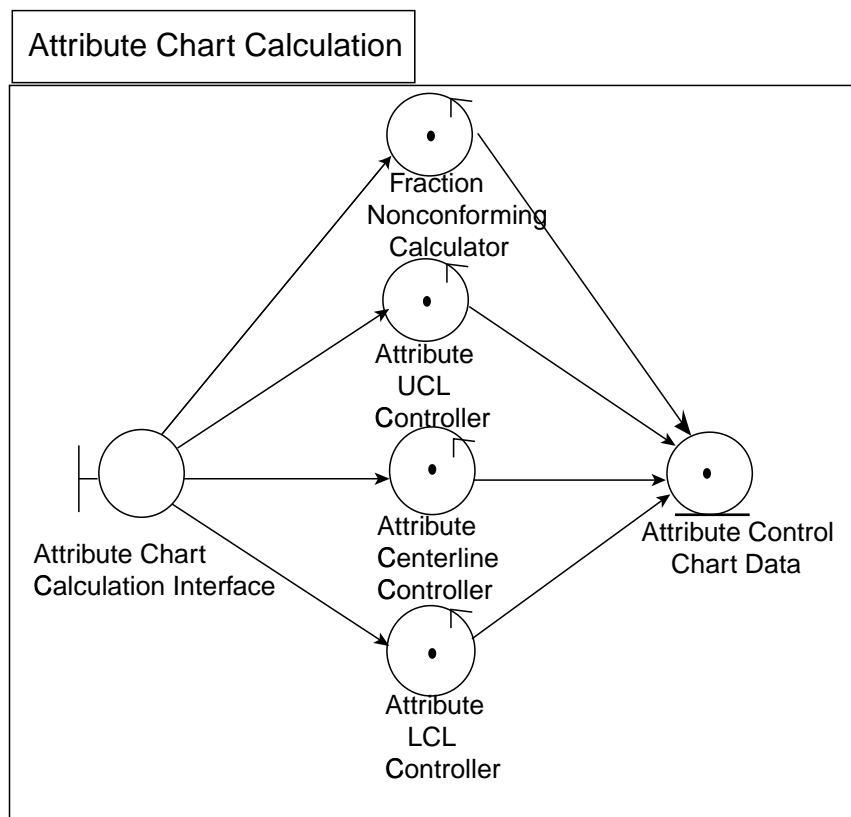 Attribute Chart Calculation
Fraction
Nonconforming
Calculator
Attribute
UCL
Controller
Attribute Chart
Calculation Interface
Attribute
Centerline
Controller
Attribute Control
Chart Data
Attribute
LCL
Controller